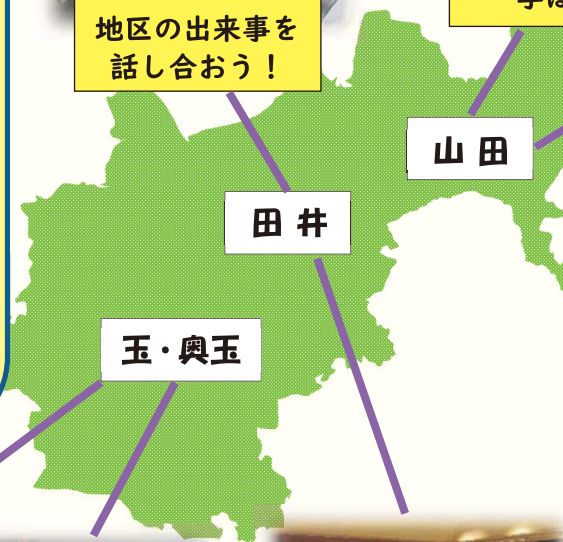 地区の出来事を
話し合おう！
山田
田井
玉・奥玉